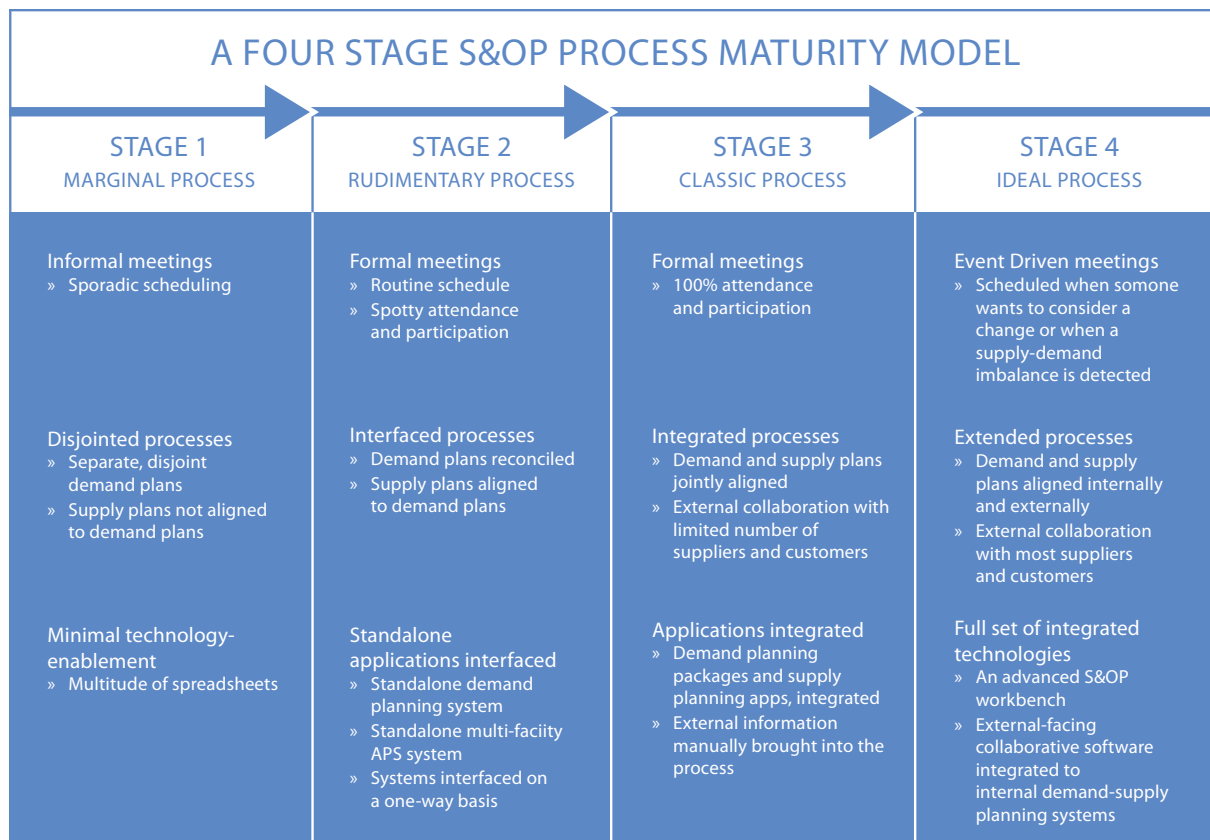 A FOUR STAGE S&OP PROCESS MATURITY MODEL
STAGE 1
MARGINAL PROCESS
STAGE 2
RUDIMENTARY PROCESS
STAGE 3
CLASSIC PROCESS
STAGE 4
IDEAL PROCESS
Informal meetings
» Sporadic scheduling
Disjointed processes
» Separate, disjoint
demand plans
» Supply plans not aligned
to demand plans
Minimal technology-
enablement
» Multitude of spreadsheets
Formal meetings
» Routine schedule
» Spotty attendance
and participation
Interfaced processes
» Demand plans reconciled
» Supply plans aligned
to demand plans
Standalone
applications interfaced
» Standalone demand
planning system
» Standalone multi-faciity
APS system
» Systems interfaced on
a one-way basis
Formal meetings
» 100% attendance
and participation
Integrated processes
» Demand and supply plans
jointly aligned
» External collaboration with
limited number of
suppliers and customers
Applications integrated
» Demand planning
packages and supply
planning apps, integrated
» External information
manually brought into the
process
Event Driven meetings
» Scheduled when somone
wants to consider a
change or when a
supply-demand
imbalance is detected
Extended processes
» Demand and supply
plans aligned internally
and externally
» External collaboration
with most suppliers
and customers
Full set of integrated
technologies
» An advanced S&OP
workbench
» External-facing
collaborative software
integrated to
internal demand-supply
planning systems